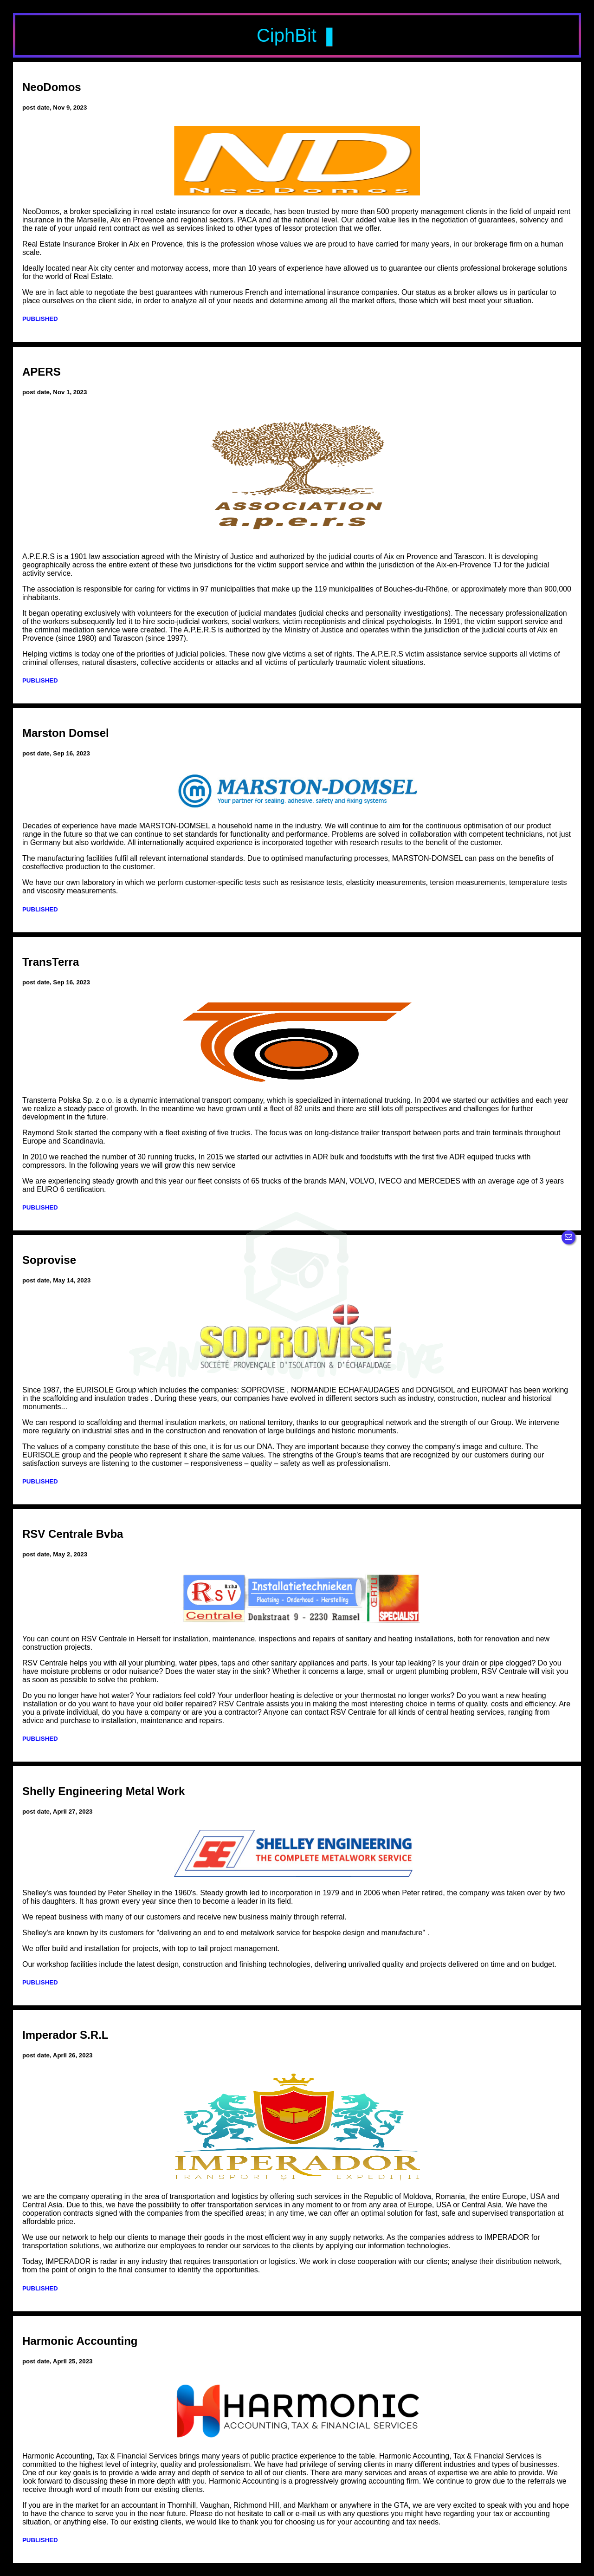 CiphBit
NeoDomos
post date, Nov 9, 2023
ND
NeoDomos
NeoDomos, a broker specializing in real estate insurance for over a decade, has been trusted by more than 500 property management clients in the field of unpaid rent
insurance in the Marseille, Aix en Provence and regional sectors. PACA and at the national level. Our added value lies in the negotiation of guarantees, solvency and
the rate of your unpaid rent contract as well as services linked to other types of lessor protection that we offer.
Real Estate Insurance Broker in Aix en Provence, this is the profession whose values we are proud to have carried for many years, in our brokerage firm on a human
scale.
Ideally located near Aix city center and motorway access, more than 10 years of experience have allowed us to guarantee our clients professional brokerage solutions
for the world of Real Estate.
We are in fact able to negotiate the best guarantees with numerous French and international insurance companies. Our status as a broker allows us in particular to
place ourselves on the client side, in order to analyze all of your needs and determine among all the market offers, those which will best meet your situation.
PUBLISHED
APERS
post date, Nov 1, 2023
ASSOCIATION
a.p.e.r.s
A.P.E.R.S is a 1901 law association agreed with the Ministry of Justice and authorized by the judicial courts of Aix en Provence and Tarascon. It is developing
geographically across the entire extent of these two jurisdictions for the victim support service and within the jurisdiction of the Aix-en-Provence TJ for the judicial
activity service.
The association is responsible for caring for victims in 97 municipalities that make up the 119 municipalities of Bouches-du-Rhône, or approximately more than 900,000
inhabitants.
It began operating exclusively with volunteers for the execution of judicial mandates (judicial checks and personality investigations). The necessary professionalization
of the workers subsequently led it to hire socio-judicial workers, social workers, victim receptionists and clinical psychologists. In 1991, the victim support service and
the criminal mediation service were created. The A.P.E.R.S is authorized by the Ministry of Justice and operates within the jurisdiction of the judicial courts of Aix en
Provence (since 1980) and Tarascon (since 1997).
Helping victims is today one of the priorities of judicial policies. These now give victims a set of rights. The A.P.E.R.S victim assistance service supports all victims of
criminal offenses, natural disasters, collective accidents or attacks and all victims of particularly traumatic violent situations.
PUBLISHED
Marston Domsel
post date, Sep 16, 2023
MARSTON-DOMSEL
Your partner for sealing, adhesive, safety and fixing systems
Decades of experience have made MARSTON-DOMSEL a household name in the industry. We will continue to aim for the continuous optimisation of our product
range in the future so that we can continue to set standards for functionality and performance. Problems are solved in collaboration with competent technicians, not just
in Germany but also worldwide. All internationally acquired experience is incorporated together with research results to the benefit of the customer.
The manufacturing facilities fulfil all relevant international standards. Due to optimised manufacturing processes, MARSTON-DOMSEL can pass on the benefits of
costeffective production to the customer.
We have our own laboratory in which we perform customer-specific tests such as resistance tests, elasticity measurements, tension measurements, temperature tests
and viscosity measurements.
PUBLISHED
TransTerra
post date, Sep 16, 2023
Transterra Polska Sp. z o.o. is a dynamic international transport company, which is specialized in international trucking. In 2004 we started our activities and each year
we realize a steady pace of growth. In the meantime we have grown until a fleet of 82 units and there are still lots off perspectives and challenges for further
development in the future.
Raymond Stolk started the company with a fleet existing of five trucks. The focus was on long-distance trailer transport between ports and train terminals throughout
Europe and Scandinavia.
In 2010 we reached the number of 30 running trucks, In 2015 we started our activities in ADR bulk and foodstuffs with the first five ADR equiped trucks with
compressors. In the following years we will grow this new service
We are experiencing steady growth and this year our fleet consists of 65 trucks of the brands MAN, VOLVO, IVECO and MERCEDES with an average age of 3 years
and EURO 6 certification.
PUBLISHED
Soprovise
post date, May 14, 2023
SOPROVISE
SOCIÉTÉ PROVENÇALE D'ISOLATION & D'ÉCHAFAUDAGE
Since 1987, the EURISOLE Group which includes the companies: SOPROVISE , NORMANDIE ECHAFAUDAGES and DONGISOL and EUROMAT has been working
in the scaffolding and insulation trades . During these years, our companies have evolved in different sectors such as industry, construction, nuclear and historical
monuments...
We can respond to scaffolding and thermal insulation markets, on national territory, thanks to our geographical network and the strength of our Group. We intervene
more regularly on industrial sites and in the construction and renovation of large buildings and historic monuments.
The values of a company constitute the base of this one, it is for us our DNA. They are important because they convey the company's image and culture. The
EURISOLE group and the people who represent it share the same values. The strengths of the Group's teams that are recognized by our customers during our
satisfaction surveys are listening to the customer – responsiveness – quality – safety as well as professionalism.
PUBLISHED
RSV Centrale Bvba
post date, May 2, 2023
RSV bvba
Centrale
Installatietechnieken
Plaatsing - Onderhoud - Herstelling
Donkstraat 9 - 2230 Ramsel
ŒRTLI
SPECIALIST
You can count on RSV Centrale in Herselt for installation, maintenance, inspections and repairs of sanitary and heating installations, both for renovation and new
construction projects.
RSV Centrale helps you with all your plumbing, water pipes, taps and other sanitary appliances and parts. Is your tap leaking? Is your drain or pipe clogged? Do you
have moisture problems or odor nuisance? Does the water stay in the sink? Whether it concerns a large, small or urgent plumbing problem, RSV Centrale will visit you
as soon as possible to solve the problem.
Do you no longer have hot water? Your radiators feel cold? Your underfloor heating is defective or your thermostat no longer works? Do you want a new heating
installation or do you want to have your old boiler repaired? RSV Centrale assists you in making the most interesting choice in terms of quality, costs and efficiency. Are
you a private individual, do you have a company or are you a contractor? Anyone can contact RSV Centrale for all kinds of central heating services, ranging from
advice and purchase to installation, maintenance and repairs.
PUBLISHED
Shelly Engineering Metal Work
post date, April 27, 2023
SE
SHELLEY ENGINEERING
THE COMPLETE METALWORK SERVICE
Shelley's was founded by Peter Shelley in the 1960's. Steady growth led to incorporation in 1979 and in 2006 when Peter retired, the company was taken over by two
of his daughters. It has grown every year since then to become a leader in its field.
We repeat business with many of our customers and receive new business mainly through referral.
Shelley's are known by its customers for "delivering an end to end metalwork service for bespoke design and manufacture" .
We offer build and installation for projects, with top to tail project management.
Our workshop facilities include the latest design, construction and finishing technologies, delivering unrivalled quality and projects delivered on time and on budget.
PUBLISHED
Imperador S.R.L
post date, April 26, 2023
IMPERADOR
TRANSPORT SI EXPEDITII
we are the company operating in the area of transportation and logistics by offering such services in the Republic of Moldova, Romania, the entire Europe, USA and
Central Asia. Due to this, we have the possibility to offer transportation services in any moment to or from any area of Europe, USA or Central Asia. We have the
cooperation contracts signed with the companies from the specified areas; in any time, we can offer an optimal solution for fast, safe and supervised transportation at
affordable price.
We use our network to help our clients to manage their goods in the most efficient way in any supply networks. As the companies address to IMPERADOR for
transportation solutions, we authorize our employees to render our services to the clients by applying our information technologies.
Today, IMPERADOR is radar in any industry that requires transportation or logistics. We work in close cooperation with our clients; analyse their distribution network,
from the point of origin to the final consumer to identify the opportunities.
PUBLISHED
Harmonic Accounting
post date, April 25, 2023
HARMONIC
ACCOUNTING, TAX & FINANCIAL SERVICES
Harmonic Accounting, Tax & Financial Services brings many years of public practice experience to the table. Harmonic Accounting, Tax & Financial Services is
committed to the highest level of integrity, quality and professionalism. We have had privilege of serving clients in many different industries and types of businesses.
One of our key goals is to provide a wide array and depth of service to all of our clients. There are many services and areas of expertise we are able to provide. We
look forward to discussing these in more depth with you. Harmonic Accounting is a progressively growing accounting firm. We continue to grow due to the referrals we
receive through word of mouth from our existing clients.
If you are in the market for an accountant in Thornhill, Vaughan, Richmond Hill, and Markham or anywhere in the GTA, we are very excited to speak with you and hope
to have the chance to serve you in the near future. Please do not hesitate to call or e-mail us with any questions you might have regarding your tax or accounting
situation, or anything else. To our existing clients, we would like to thank you for choosing us for your accounting and tax needs.
PUBLISHED